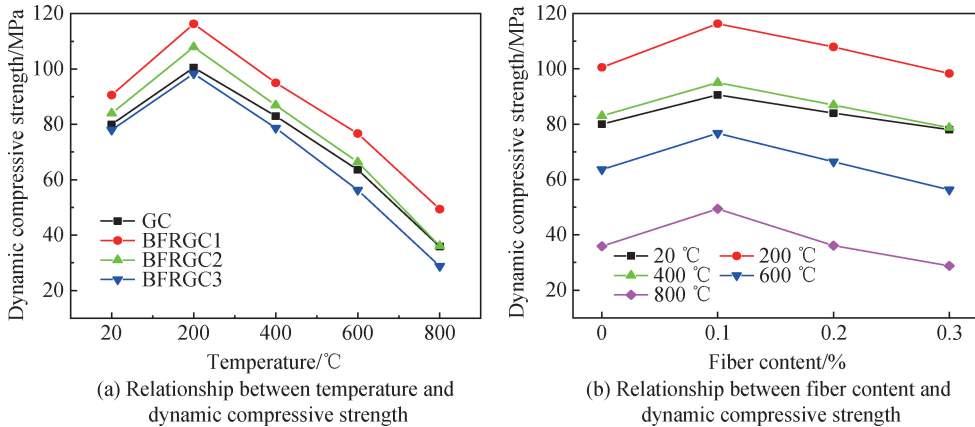 120
100
80
60
40
20
Dynamic compressive strength/MPa
GC
BFRGC1
BFRGC2
BFRGC3
20 200 400 600 800
Temperature/℃
(a) Relationship between temperature and
dynamic compressive strength
120
100
80
60
40
20
Dynamic compressive strength/MPa
20 ℃ 200 ℃
400 ℃ 600 ℃
800 ℃
0 0.1 0.2 0.3
Fiber content/%
(b) Relationship between fiber content and
dynamic compressive strength